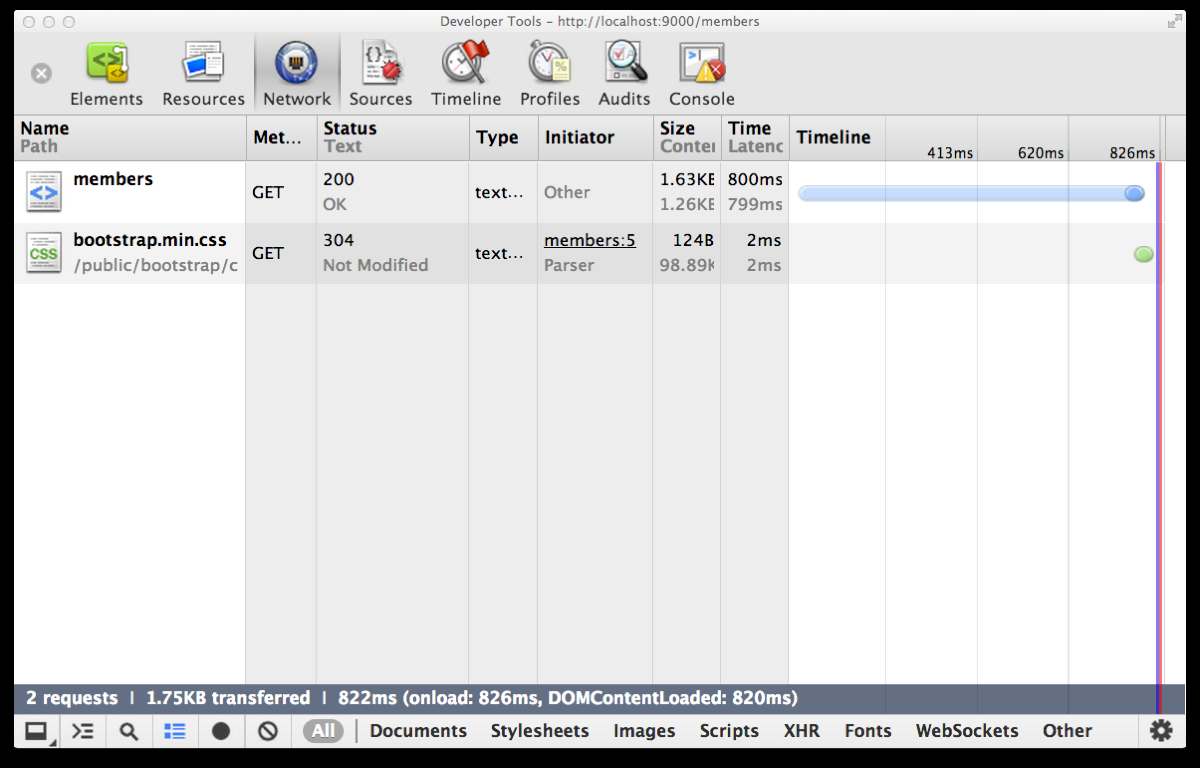 Developer Tools – http://localhost:9000/members
Elements Resources Network Sources Timeline Profiles Audits Console
Name Met... Status Type Initiator Size Time Timeline
Path Text Latenc 413ms 620ms 826ms
members GET 200 text... Other 1.63KB 800ms
OK 1.26KB 799ms
bootstrap.min.css GET 304 text... members:5 124B 2ms
/public/bootstrap/c Not Modified Parser 98.89K 2ms
CSS
2 requests | 1.75KB transferred | 822ms (onload: 826ms, DOMContentLoaded: 820ms)
All Documents Stylesheets Images Scripts XHR Fonts WebSockets Other